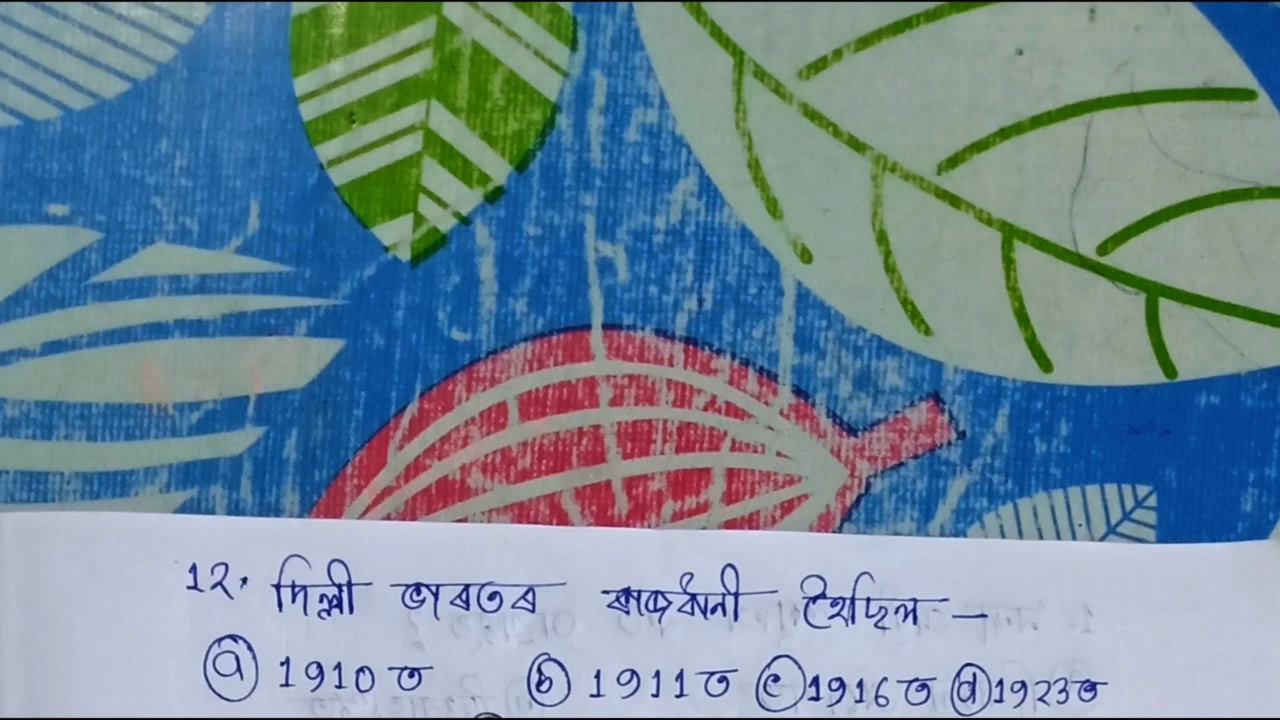 12. দিল্লী ভাৰতৰ ৰাজধানী হৈছিল —
ⓐ 1910ত ⓑ 1911ত ⓒ 1916ত ⓓ 1923ত